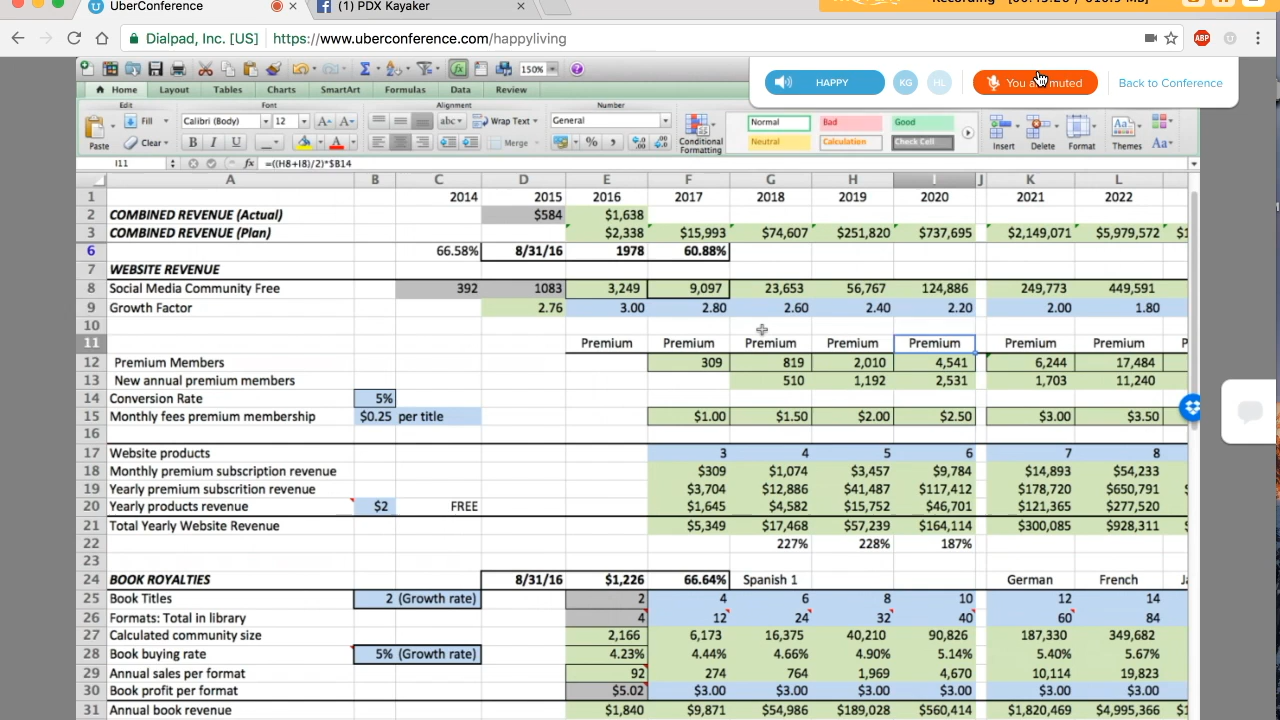 UberConference
(1) PDX Kayaker
Dialpad, Inc. [US]
https://www.uberconference.com/happyliving
ABP
150%
HAPPY
KG
HL
You a muted
Back to Conference
Home Layout Tables Charts SmartArt Formulas Data Review
Edit Font Alignment Number
Fill Calibri (Body) 12 abc Wrap Text General Normal Bad Good
Paste Clear B I U A Merge % Conditional Formatting Neutral Calculation Check Cell Insert Delete Format Themes Aa
I11 fx =((H8+I8)/2)*$B14
A B C D E F G H I J K L
1 2014 2015 2016 2017 2018 2019 2020 2021 2022
2 COMBINED REVENUE (Actual) $584 $1,638
3 COMBINED REVENUE (Plan) $2,338 $15,993 $74,607 $251,820 $737,695 $2,149,071 $5,979,572
6 66.58% 8/31/16 1978 60.88%
7 WEBSITE REVENUE
8 Social Media Community Free 392 1083 3,249 9,097 23,653 56,767 124,886 249,773 449,591
9 Growth Factor 2.76 3.00 2.80 2.60 2.40 2.20 2.00 1.80
10
11 Premium Premium Premium Premium Premium Premium Premium
12 Premium Members 309 819 2,010 4,541 6,244 17,484
13 New annual premium members 510 1,192 2,531 1,703 11,240
14 Conversion Rate 5%
15 Monthly fees premium membership $0.25 per title $1.00 $1.50 $2.00 $2.50 $3.00 $3.50
16
17 Website products 3 4 5 6 7 8
18 Monthly premium subscription revenue $309 $1,074 $3,457 $9,784 $14,893 $54,233
19 Yearly premium subscrition revenue $3,704 $12,886 $41,487 $117,412 $178,720 $650,791
20 Yearly products revenue $2 FREE $1,645 $4,582 $15,752 $46,701 $121,365 $277,520
21 Total Yearly Website Revenue $5,349 $17,468 $57,239 $164,114 $300,085 $928,311
22 227% 228% 187%
23
24 BOOK ROYALTIES 8/31/16 $1,226 66.64% Spanish 1 German French
25 Book Titles 2 (Growth rate) 2 4 6 8 10 12 14
26 Formats: Total in library 4 12 24 32 40 60 84
27 Calculated community size 2,166 6,173 16,375 40,210 90,826 187,330 349,682
28 Book buying rate 5% (Growth rate) 4.23% 4.44% 4.66% 4.90% 5.14% 5.40% 5.67%
29 Annual sales per format 92 274 764 1,969 4,670 10,114 19,823
30 Book profit per format $5.02 $3.00 $3.00 $3.00 $3.00 $3.00 $3.00
31 Annual book revenue $1,840 $9,871 $54,986 $189,028 $560,414 $1,820,469 $4,995,366